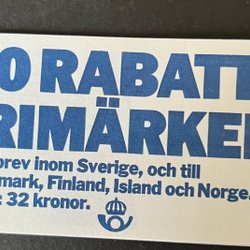 0 RABATT
RIMÄRKE
brev inom Sverige, och till
mark, Finland, Island och Norge.
: 32 kronor.